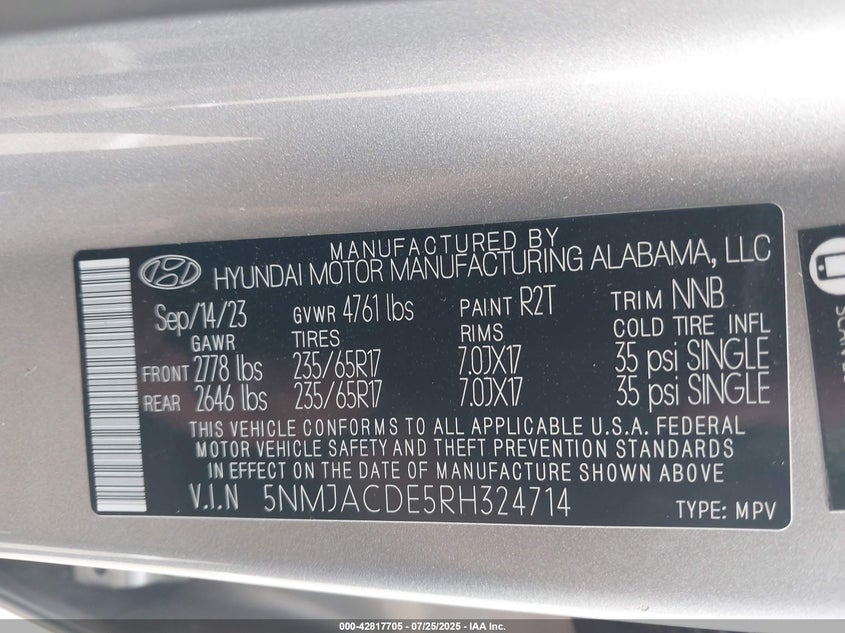 MANUFACTURED BY
HYUNDAI MOTOR MANUFACTURING ALABAMA, LLC
Sep/14/23 GVWR 4761 lbs PAINT R2T TRIM NNB
GAWR TIRES RIMS COLD TIRE INFL
FRONT 2778 lbs 235/65R17 7.0JX17 35 psi SINGLE
REAR 2646 lbs 235/65R17 7.0JX17 35 psi SINGLE
THIS VEHICLE CONFORMS TO ALL APPLICABLE U.S.A. FEDERAL
MOTOR VEHICLE SAFETY AND THEFT PREVENTION STANDARDS
IN EFFECT ON THE DATE OF MANUFACTURE SHOWN ABOVE
V.I.N 5NMJACDE5RH324714 TYPE: MPV
SCAN
000-42817705 - 07/25/2025 - IAA Inc.